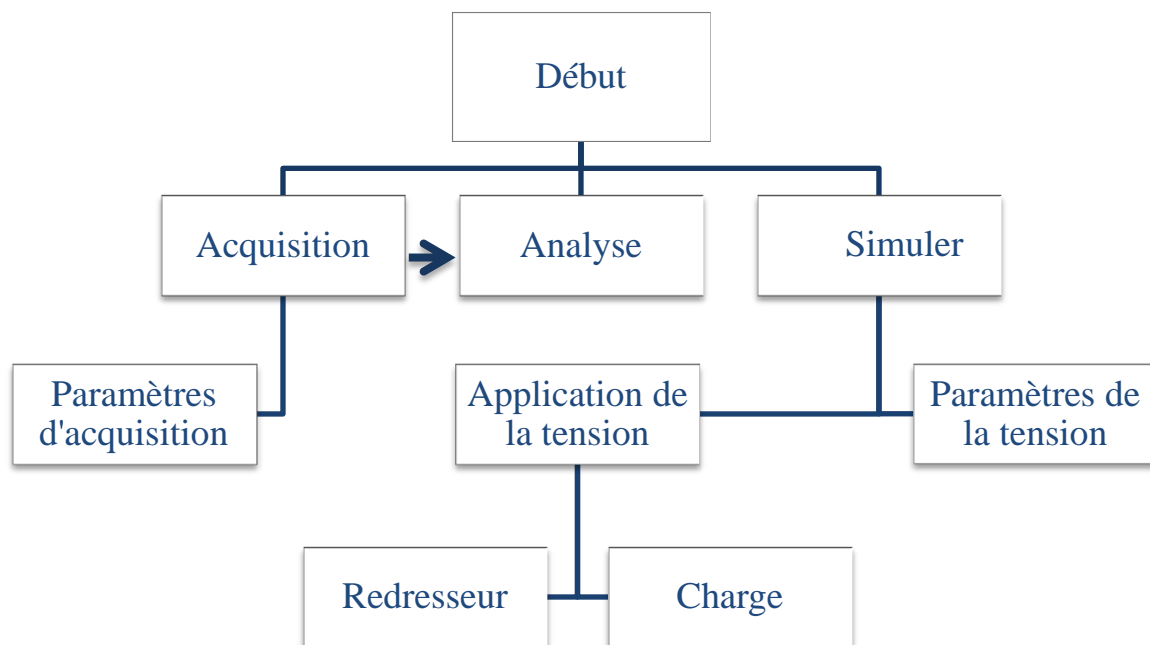 Début
Acquisition
Analyse
Simuler
Paramètres
d'acquisition
Application de
la tension
Paramètres de
la tension
Redresseur
Charge